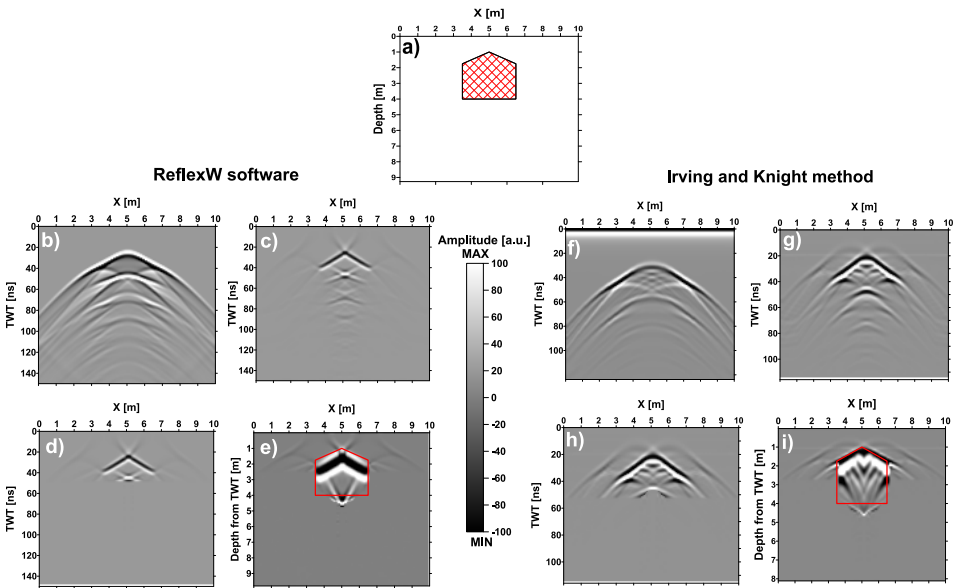 X [m]
0 1 2 3 4 5 6 7 8 9 10
a)
Depth [m]
0
1
2
3
4
5
6
7
8
9
ReflexW software
Irving and Knight method
X [m]
0 1 2 3 4 5 6 7 8 9 10
b)
TWT [ns]
0
20
40
60
80
100
120
140
X [m]
0 1 2 3 4 5 6 7 8 9 10
c)
TWT [ns]
0
20
40
60
80
100
120
140
Amplitude [a.u.]
MAX
100
80
60
40
20
0
-20
-40
-60
-80
-100
MIN
X [m]
0 1 2 3 4 5 6 7 8 9 10
f)
TWT [ns]
0
20
40
60
80
100
X [m]
0 1 2 3 4 5 6 7 8 9 10
g)
TWT [ns]
0
20
40
60
80
100
X [m]
0 1 2 3 4 5 6 7 8 9 10
d)
TWT [ns]
0
20
40
60
80
100
120
140
X [m]
0 1 2 3 4 5 6 7 8 9 10
e)
Depth from TWT [m]
0
1
2
3
4
5
6
7
8
9
X [m]
0 1 2 3 4 5 6 7 8 9 10
h)
TWT [ns]
0
20
40
60
80
100
X [m]
0 1 2 3 4 5 6 7 8 9 10
i)
Depth from TWT [m]
0
1
2
3
4
5
6
7
8